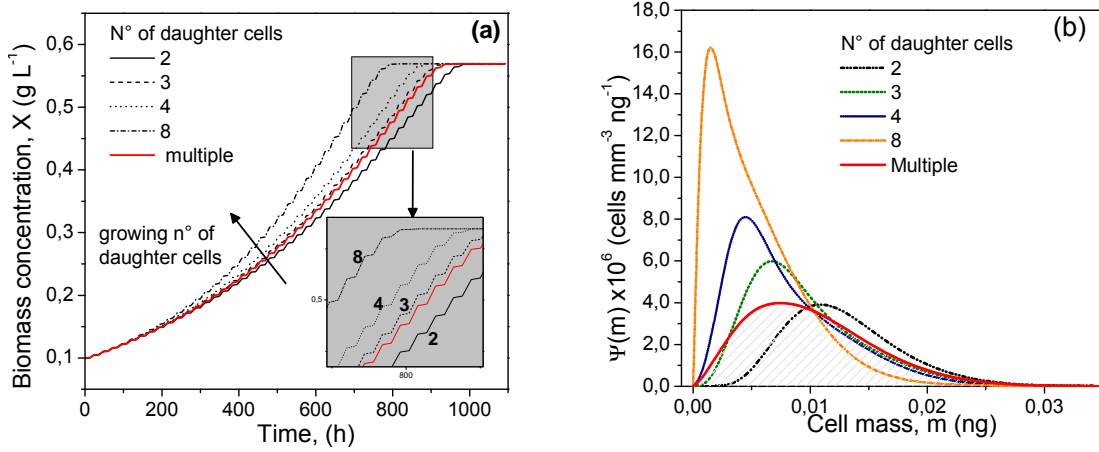 (a)
N° of daughter cells
2
3
4
8
multiple
growing n° of
daughter cells
Biomass concentration, X (g L⁻¹)
0,6
0,5
0,4
0,3
0,2
0,1
0 200 400 600 800 1000
Time, (h)
8
4
3
2
0,5
800
(b)
N° of daughter cells
2
3
4
8
Multiple
Ψ(m) x10⁶ (cells mm⁻³ ng⁻¹)
18,0
16,0
14,0
12,0
10,0
8,0
6,0
4,0
2,0
0,0
0,00 0,01 0,02 0,03
Cell mass, m (ng)